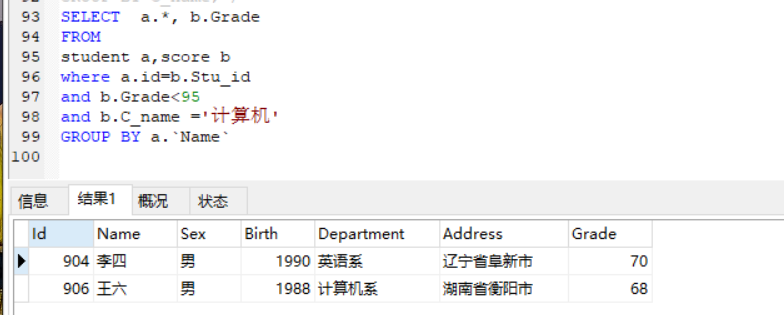 93 SELECT  a.*, b.Grade
94 FROM
95 student a,score b
96 where a.id=b.Stu_id
97 and b.Grade<95
98 and b.C_name ='计算机'
99 GROUP BY a.`Name`
100
信息 结果1 概况 状态
Id Name Sex Birth Department Address Grade
904 李四 男 1990 英语系 辽宁省阜新市 70
906 王六 男 1988 计算机系 湖南省衡阳市 68